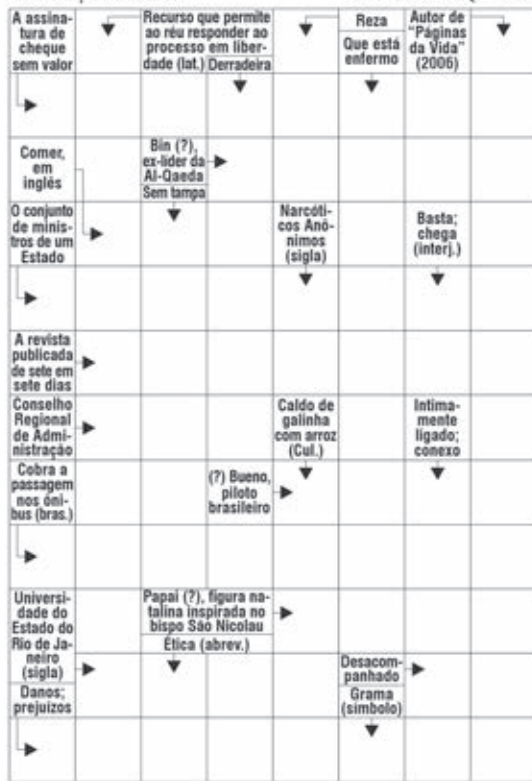 A assina-
tura de
cheque
sem valor
Recurso que permite
ao réu responder ao
processo em liber-
dade (lat.)
Derradeira
Reza
Que está
enfermo
Autor de
"Páginas
da Vida"
(2006)
Comer,
em
inglês
Bin (?),
ex-líder da
Al-Qaeda
Sem tampa
O conjunto
de minis-
tros de um
Estado
Narcóti-
cos Anô-
nimos
(sigla)
Basta;
chega
(interj.)
A revista
publicada
de sete em
sete dias
Conselho
Regional
de Admi-
nistração
Caldo de
galinha
com arroz
(Cul.)
Intima-
mente
ligado;
conexo
Cobra a
passagem
nos ôni-
bus (bras.)
(?) Bueno,
piloto
brasileiro
Universi-
dade do
Estado do
Rio de Ja-
neiro
(sigla)
Danos;
prejuízos
Papai (?), figura na-
talina inspirada no
bispo São Nicolau
Ética (abrev.)
Desacom-
panhado
Grama
(símbolo)